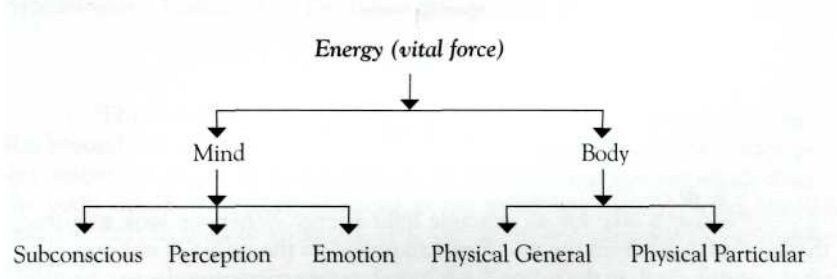 Energy (vital force)
Mind Body
Subconscious Perception Emotion Physical General Physical Particular